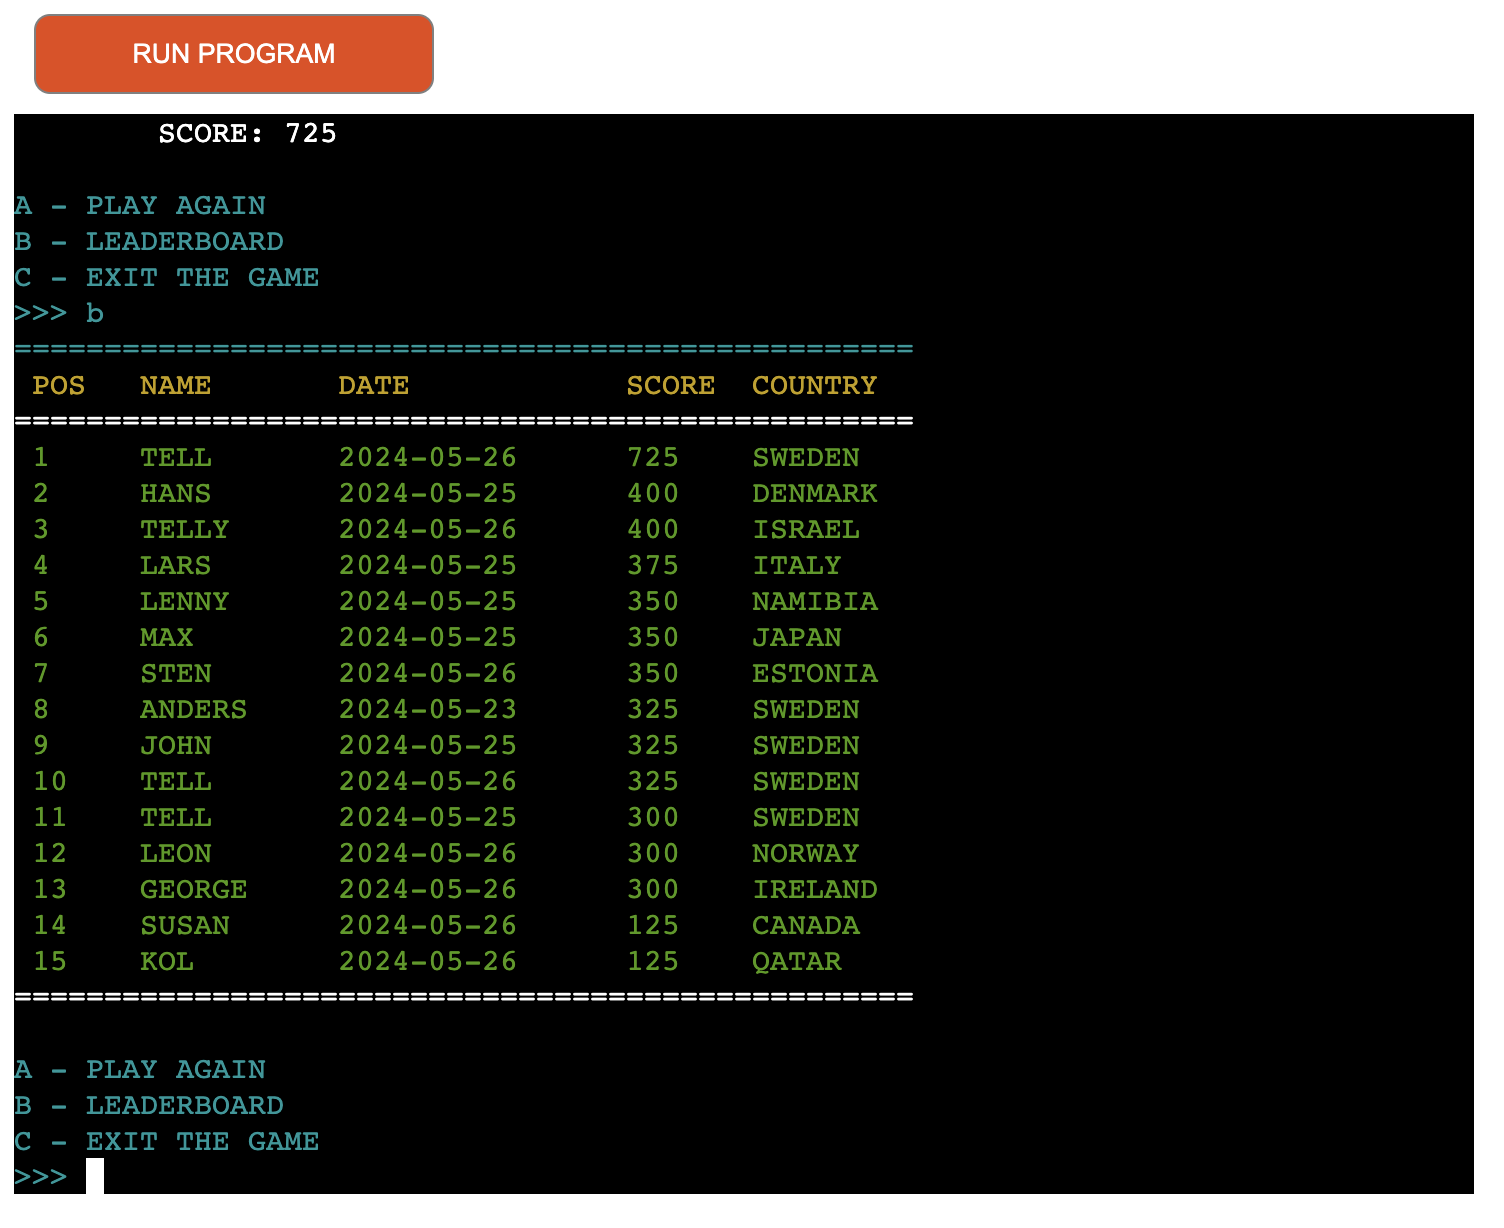 RUN PROGRAM
SCORE: 725
A - PLAY AGAIN
B - LEADERBOARD
C - EXIT THE GAME
>>> b
==================================================
POS NAME DATE SCORE COUNTRY
==================================================
1 TELL 2024-05-26 725 SWEDEN
2 HANS 2024-05-25 400 DENMARK
3 TELLY 2024-05-26 400 ISRAEL
4 LARS 2024-05-25 375 ITALY
5 LENNY 2024-05-25 350 NAMIBIA
6 MAX 2024-05-25 350 JAPAN
7 STEN 2024-05-26 350 ESTONIA
8 ANDERS 2024-05-23 325 SWEDEN
9 JOHN 2024-05-25 325 SWEDEN
10 TELL 2024-05-26 325 SWEDEN
11 TELL 2024-05-25 300 SWEDEN
12 LEON 2024-05-26 300 NORWAY
13 GEORGE 2024-05-26 300 IRELAND
14 SUSAN 2024-05-26 125 CANADA
15 KOL 2024-05-26 125 QATAR
==================================================
A - PLAY AGAIN
B - LEADERBOARD
C - EXIT THE GAME
>>>